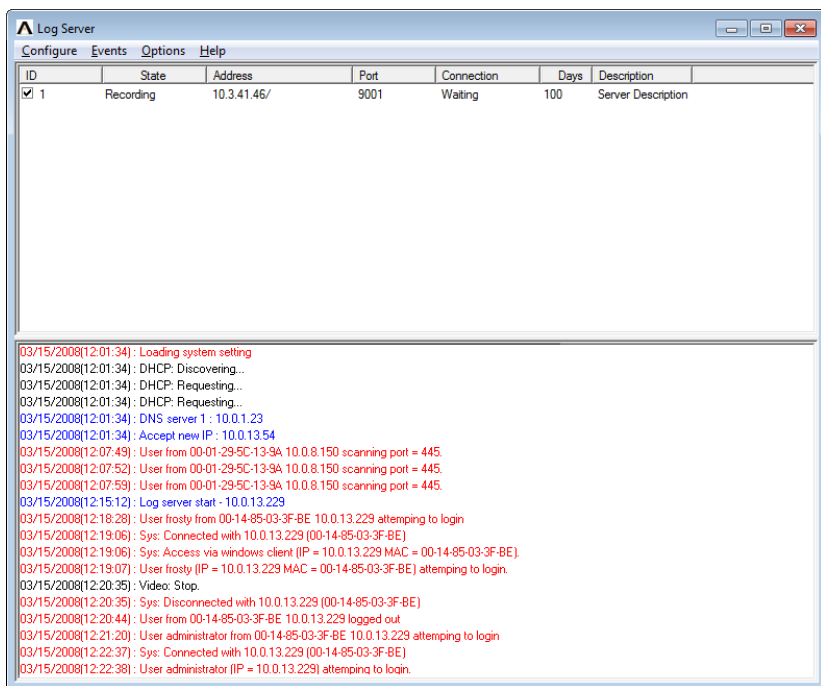 Log Server
Configure Events Options Help
ID State Address Port Connection Days Description
1 Recording 10.3.41.46/ 9001 Waiting 100 Server Description
03/15/2008(12:01:34) : Loading system setting
03/15/2008(12:01:34) : DHCP: Discovering...
03/15/2008(12:01:34) : DHCP: Requesting...
03/15/2008(12:01:34) : DHCP: Requesting...
03/15/2008(12:01:34) : DNS server 1 : 10.0.1.23
03/15/2008(12:01:34) : Accept new IP : 10.0.13.54
03/15/2008(12:07:49) : User from 00-01-29-5C-13-9A 10.0.8.150 scanning port = 445.
03/15/2008(12:07:52) : User from 00-01-29-5C-13-9A 10.0.8.150 scanning port = 445.
03/15/2008(12:07:59) : User from 00-01-29-5C-13-9A 10.0.8.150 scanning port = 445.
03/15/2008(12:15:12) : Log server start - 10.0.13.229
03/15/2008(12:18:28) : User frosty from 00-14-85-03-3F-BE 10.0.13.229 attemping to login
03/15/2008(12:19:06) : Sys: Connected with 10.0.13.229 (00-14-85-03-3F-BE)
03/15/2008(12:19:06) : Sys: Access via windows client (IP = 10.0.13.229 MAC = 00-14-85-03-3F-BE).
03/15/2008(12:19:07) : User frosty (IP = 10.0.13.229 MAC = 00-14-85-03-3F-BE) attemping to login.
03/15/2008(12:20:35) : Video: Stop.
03/15/2008(12:20:35) : Sys: Disconnected with 10.0.13.229 (00-14-85-03-3F-BE)
03/15/2008(12:20:44) : User from 00-14-85-03-3F-BE 10.0.13.229 logged out
03/15/2008(12:21:20) : User administrator from 00-14-85-03-3F-BE 10.0.13.229 attemping to login
03/15/2008(12:22:37) : Sys: Connected with 10.0.13.229 (00-14-85-03-3F-BE)
03/15/2008(12:22:38) : User administrator (IP = 10.0.13.229) attemping to login.